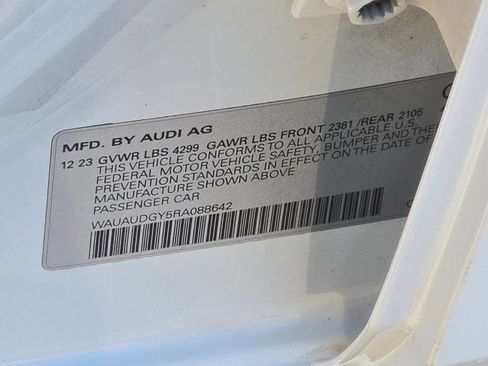 MFD. BY AUDI AG
12 23 GVWR LBS 4299 GAWR LBS FRONT 2381 /REAR 2105
THIS VEHICLE CONFORMS TO ALL APPLICABLE U.S.
FEDERAL MOTOR VEHICLE SAFETY, BUMPER AND THEFT
PREVENTION STANDARDS IN EFFECT ON THE DATE OF
MANUFACTURE SHOWN ABOVE
PASSENGER CAR
WAUAUDGY5RA088642